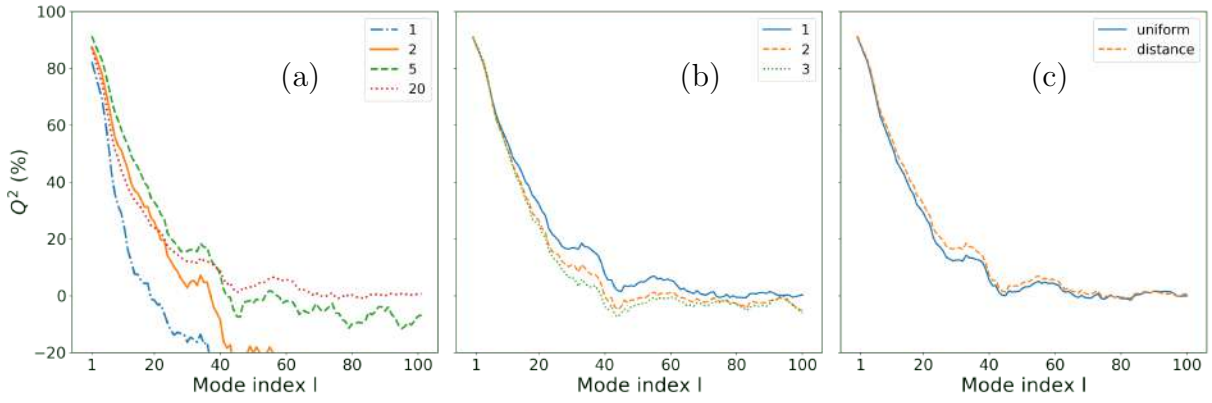 100
80
60
40
20
0
−20
Q² (%)
(a)
1
2
5
20
1 20 40 60 80 100
Mode index l
(b)
1
2
3
1 20 40 60 80 100
Mode index l
(c)
uniform
distance
1 20 40 60 80 100
Mode index l